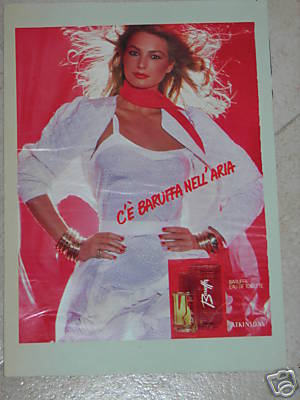 C'È BARUFFA NELL'ARIA
Baruffa
BARUFFA
EAU DE TOILETTE
ATKINSONS